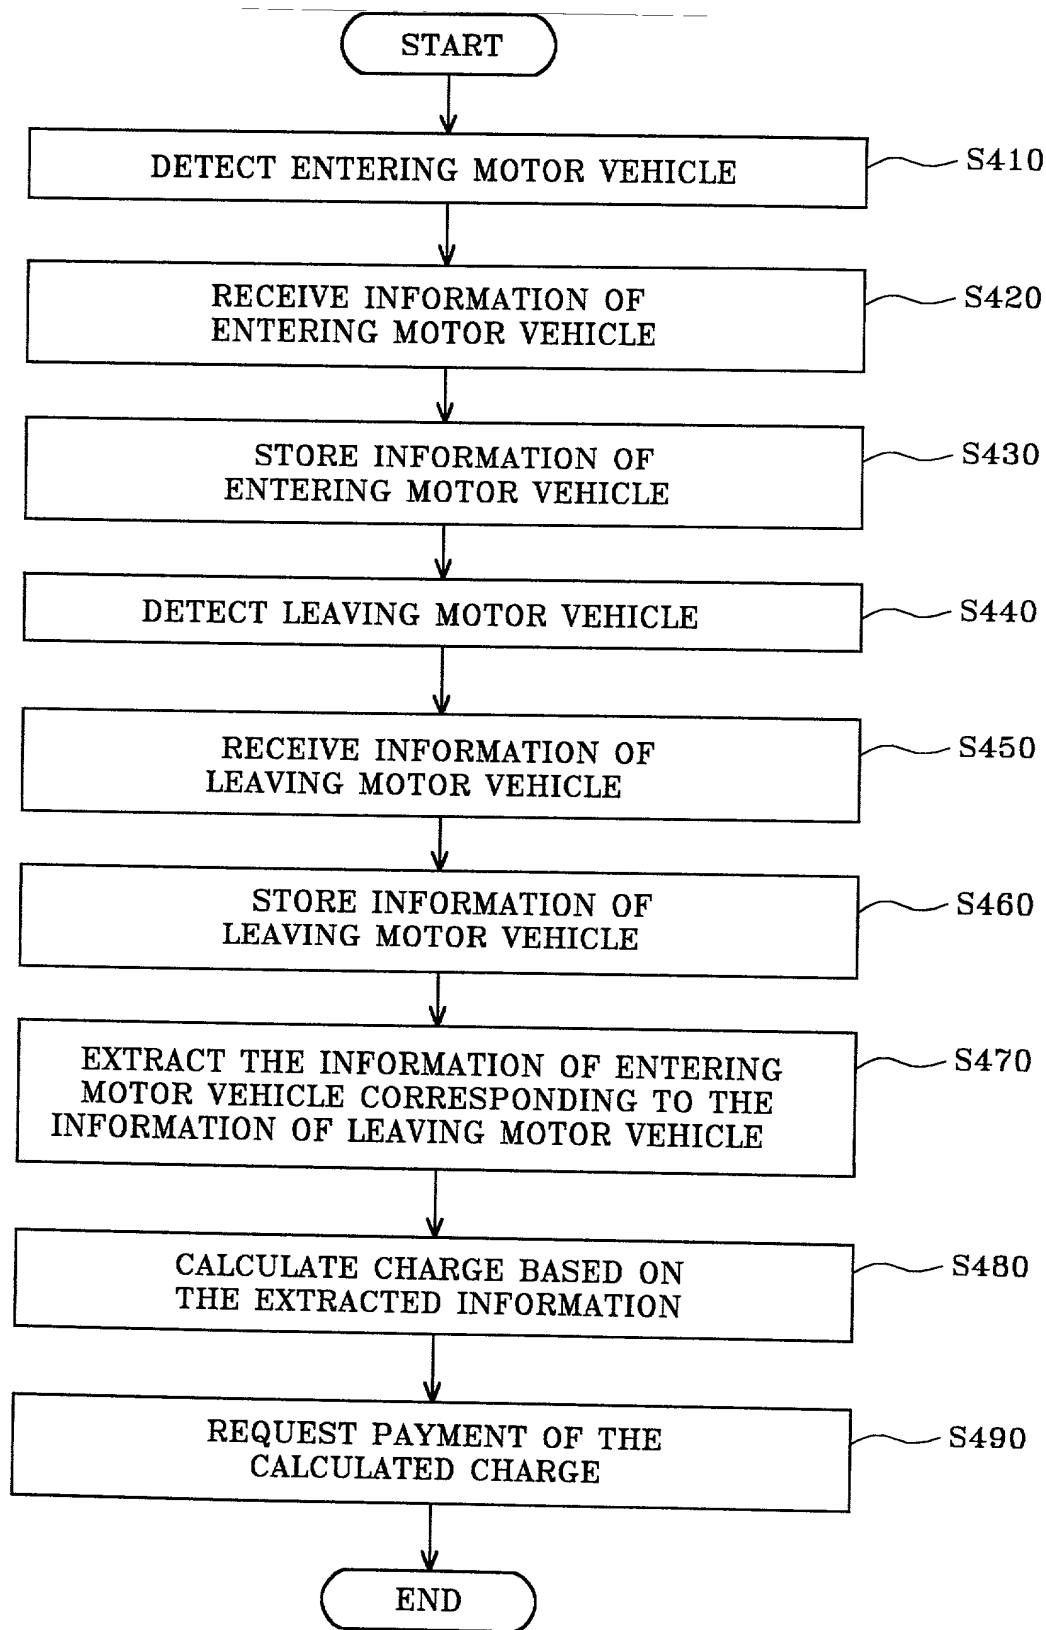 START
DETECT ENTERING MOTOR VEHICLE
S410
RECEIVE INFORMATION OF
ENTERING MOTOR VEHICLE
S420
STORE INFORMATION OF
ENTERING MOTOR VEHICLE
S430
DETECT LEAVING MOTOR VEHICLE
S440
RECEIVE INFORMATION OF
LEAVING MOTOR VEHICLE
S450
STORE INFORMATION OF
LEAVING MOTOR VEHICLE
S460
EXTRACT THE INFORMATION OF ENTERING
MOTOR VEHICLE CORRESPONDING TO THE
INFORMATION OF LEAVING MOTOR VEHICLE
S470
CALCULATE CHARGE BASED ON
THE EXTRACTED INFORMATION
S480
REQUEST PAYMENT OF THE
CALCULATED CHARGE
S490
END